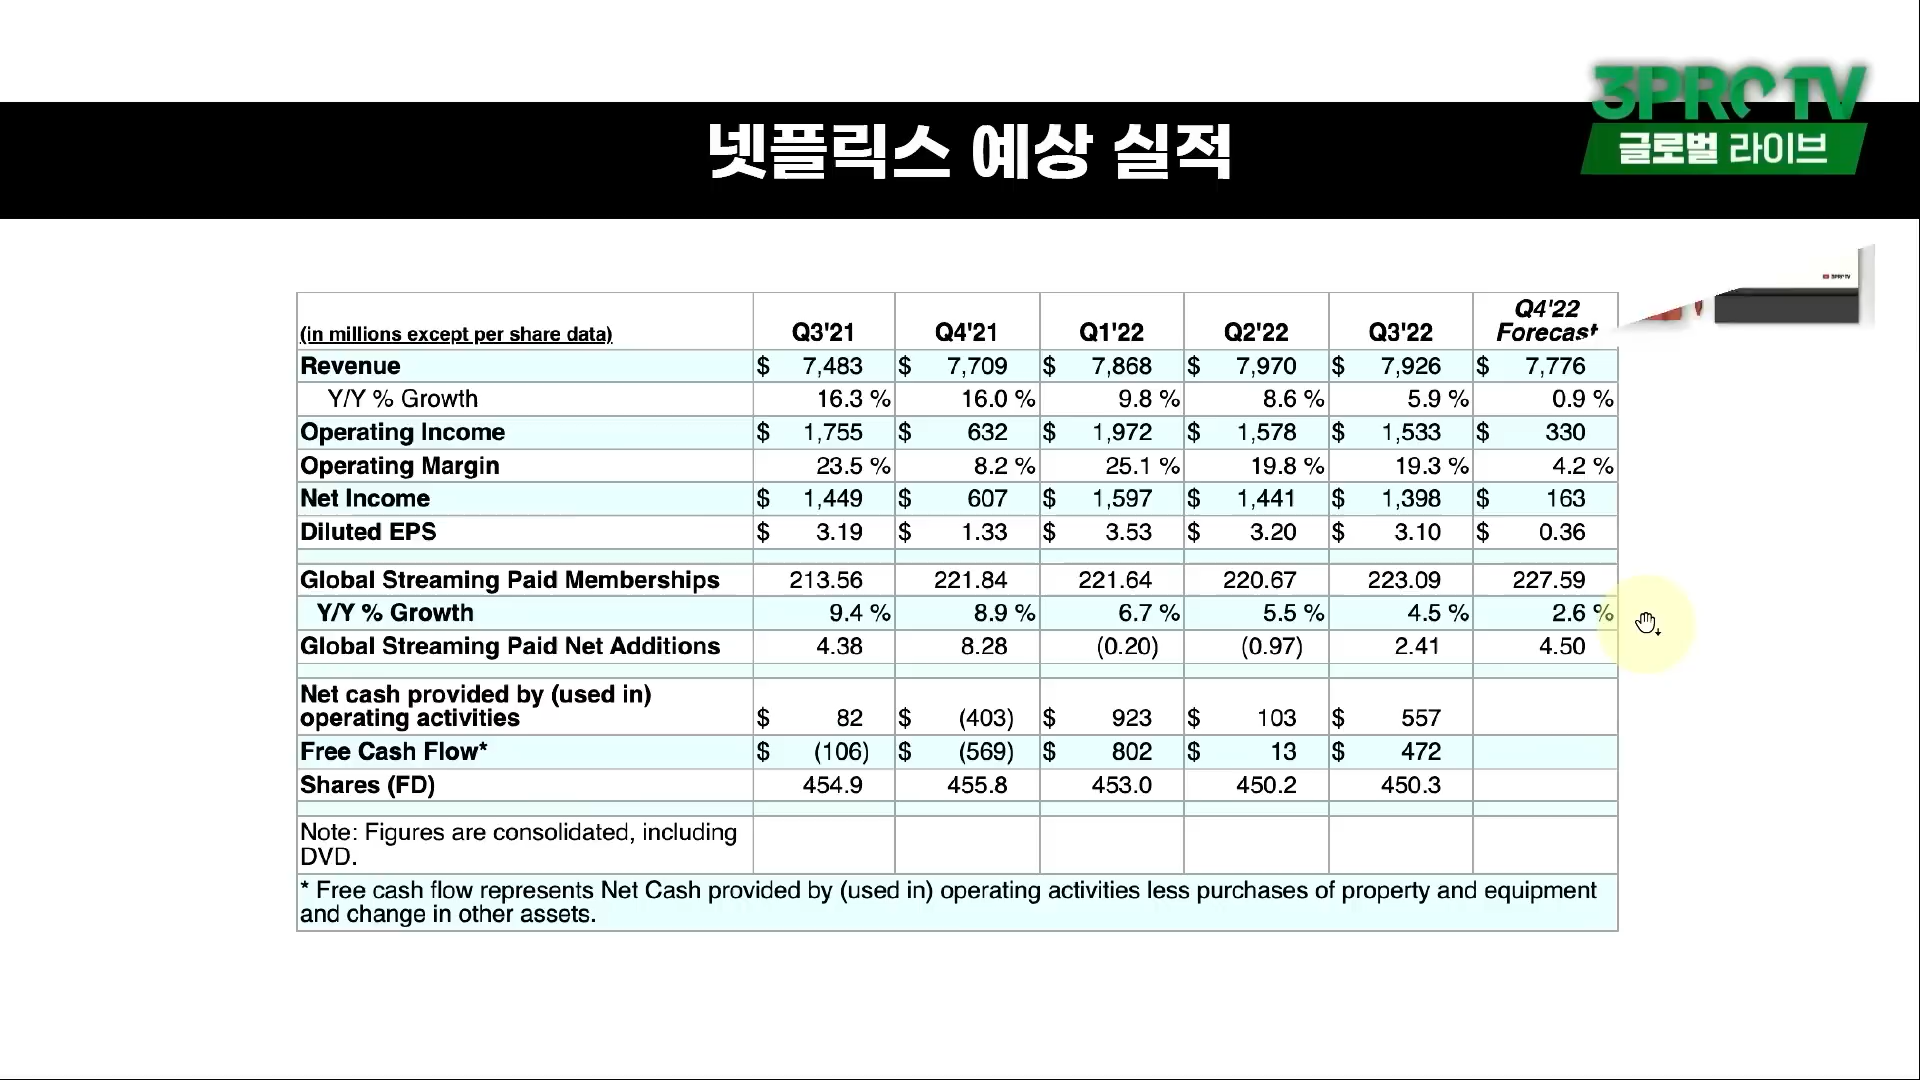 3PROTV
글로벌 라이브
넷플릭스 예상 실적
(in millions except per share data) Q3'21 Q4'21 Q1'22 Q2'22 Q3'22 Q4'22 Forecast
Revenue $ 7,483 $ 7,709 $ 7,868 $ 7,970 $ 7,926 $ 7,776
Y/Y % Growth 16.3 % 16.0 % 9.8 % 8.6 % 5.9 % 0.9 %
Operating Income $ 1,755 $ 632 $ 1,972 $ 1,578 $ 1,533 $ 330
Operating Margin 23.5 % 8.2 % 25.1 % 19.8 % 19.3 % 4.2 %
Net Income $ 1,449 $ 607 $ 1,597 $ 1,441 $ 1,398 $ 163
Diluted EPS $ 3.19 $ 1.33 $ 3.53 $ 3.20 $ 3.10 $ 0.36
Global Streaming Paid Memberships 213.56 221.84 221.64 220.67 223.09 227.59
Y/Y % Growth 9.4 % 8.9 % 6.7 % 5.5 % 4.5 % 2.6 %
Global Streaming Paid Net Additions 4.38 8.28 (0.20) (0.97) 2.41 4.50
Net cash provided by (used in)
operating activities $ 82 $ (403) $ 923 $ 103 $ 557
Free Cash Flow* $ (106) $ (569) $ 802 $ 13 $ 472
Shares (FD) 454.9 455.8 453.0 450.2 450.3
Note: Figures are consolidated, including
DVD.
* Free cash flow represents Net Cash provided by (used in) operating activities less purchases of property and equipment
and change in other assets.